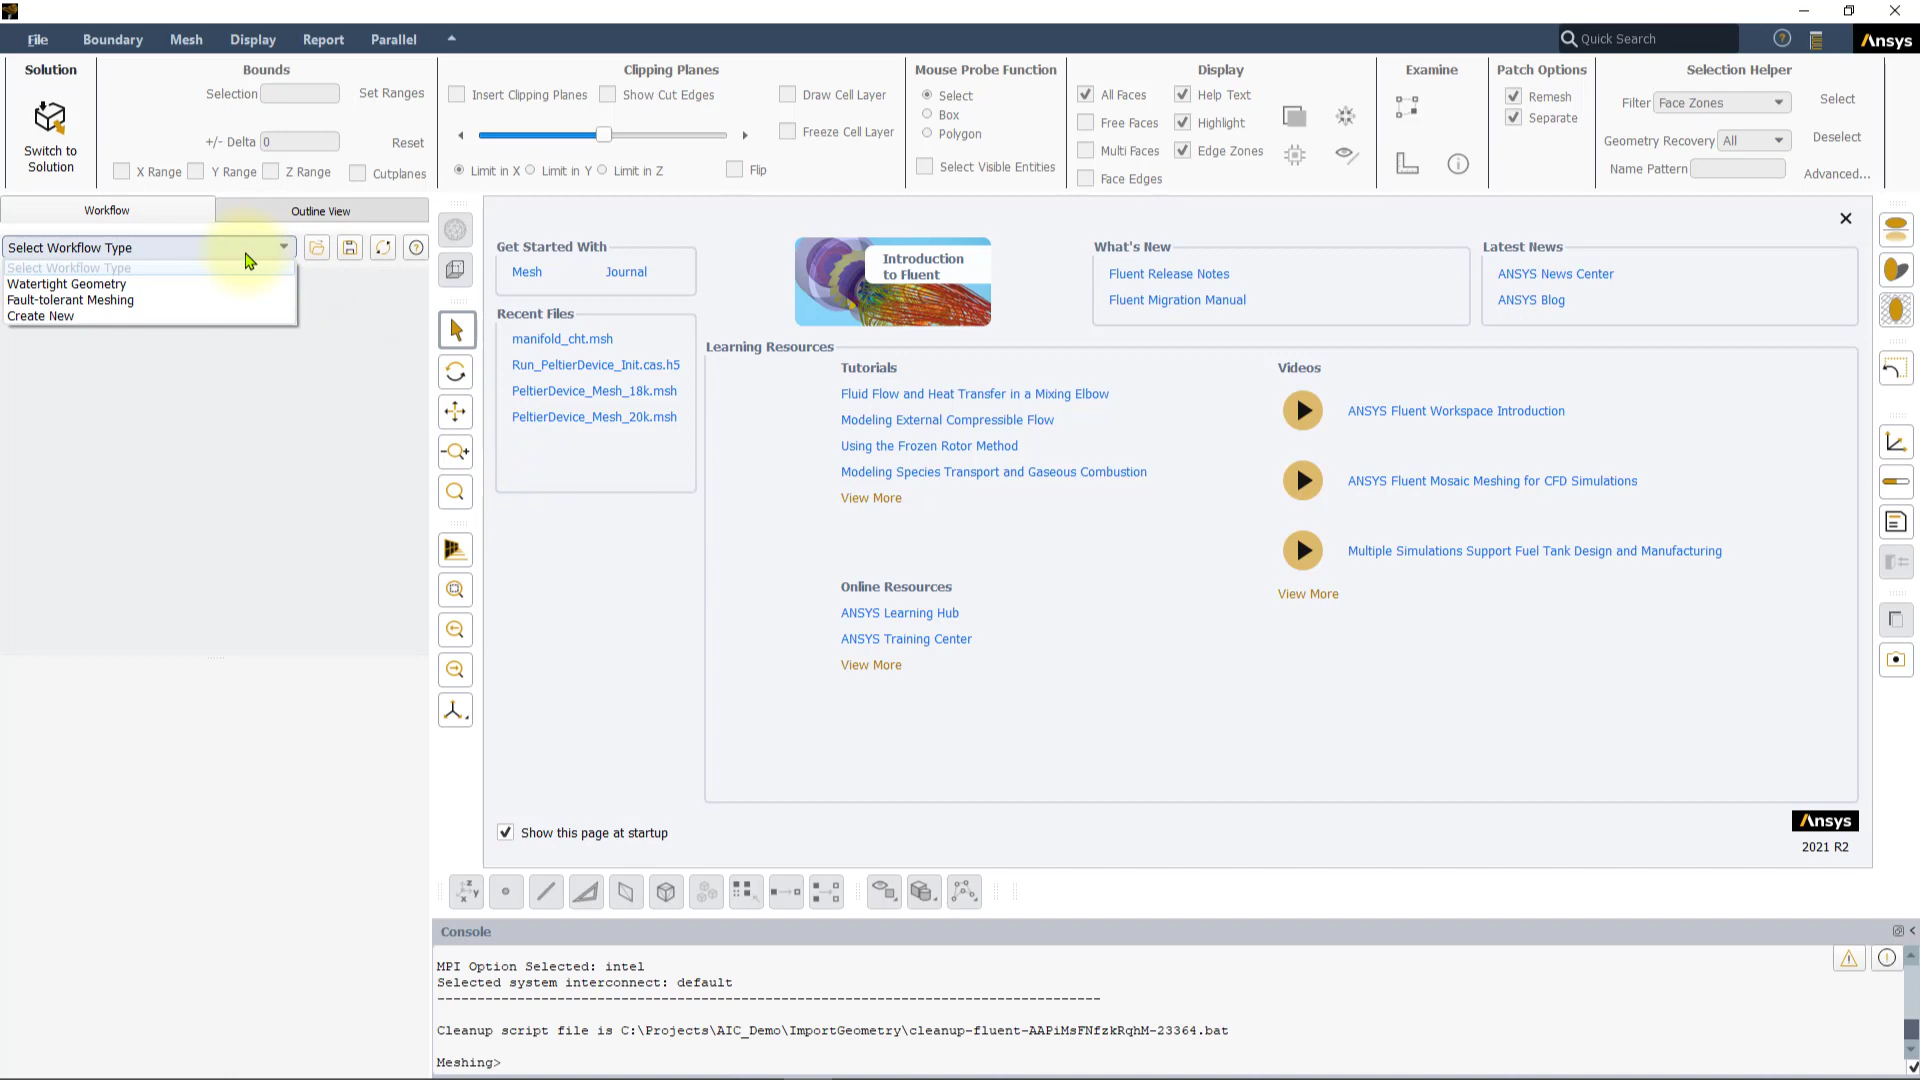 File
Boundary
Mesh
Display
Report
Parallel
Quick Search
Ansys
Solution
Switch to
Solution
Bounds
Selection
Set Ranges
+/- Delta 0
Reset
X Range
Y Range
Z Range
Cutplanes
Clipping Planes
Insert Clipping Planes
Show Cut Edges
Draw Cell Layer
Freeze Cell Layer
Limit in X
Limit in Y
Limit in Z
Flip
Mouse Probe Function
Select
Box
Polygon
Select Visible Entities
Display
All Faces
Help Text
Free Faces
Highlight
Multi Faces
Edge Zones
Face Edges
Examine
Patch Options
Remesh
Separate
Selection Helper
Filter Face Zones
Select
Geometry Recovery All
Deselect
Name Pattern
Advanced...
Workflow
Outline View
Select Workflow Type
Select Workflow Type
Watertight Geometry
Fault-tolerant Meshing
Create New
Get Started With
Mesh
Journal
Recent Files
manifold_cht.msh
Run_PeltierDevice_Init.cas.h5
PeltierDevice_Mesh_18k.msh
PeltierDevice_Mesh_20k.msh
Introduction
to Fluent
What's New
Fluent Release Notes
Fluent Migration Manual
Latest News
ANSYS News Center
ANSYS Blog
Learning Resources
Tutorials
Fluid Flow and Heat Transfer in a Mixing Elbow
Modeling External Compressible Flow
Using the Frozen Rotor Method
Modeling Species Transport and Gaseous Combustion
View More
Online Resources
ANSYS Learning Hub
ANSYS Training Center
View More
Videos
ANSYS Fluent Workspace Introduction
ANSYS Fluent Mosaic Meshing for CFD Simulations
Multiple Simulations Support Fuel Tank Design and Manufacturing
View More
Show this page at startup
Ansys
2021 R2
Console
MPI Option Selected: intel
Selected system interconnect: default
------------------------------------------------------------------------------------
Cleanup script file is C:\Projects\AIC_Demo\ImportGeometry\cleanup-fluent-AAPiMsFNfzkRqhM-23364.bat
Meshing>